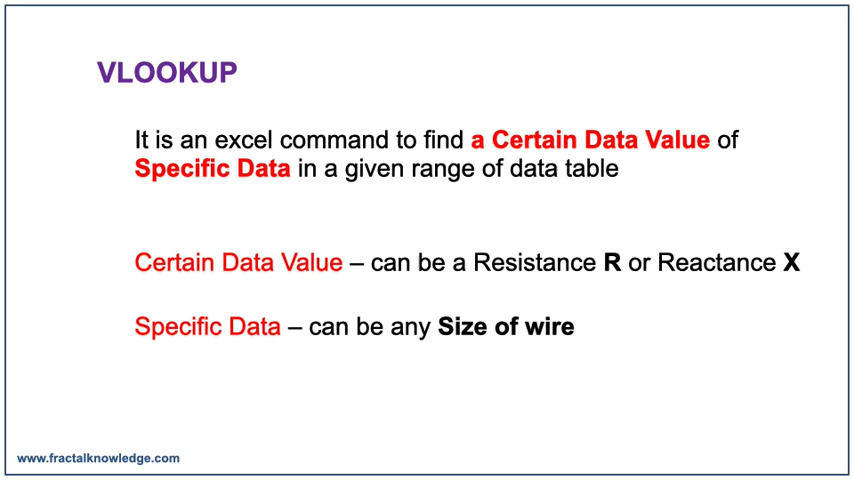 VLOOKUP
It is an excel command to find a Certain Data Value of
Specific Data in a given range of data table
Certain Data Value – can be a Resistance R or Reactance X
Specific Data – can be any Size of wire
www.fractalknowledge.com